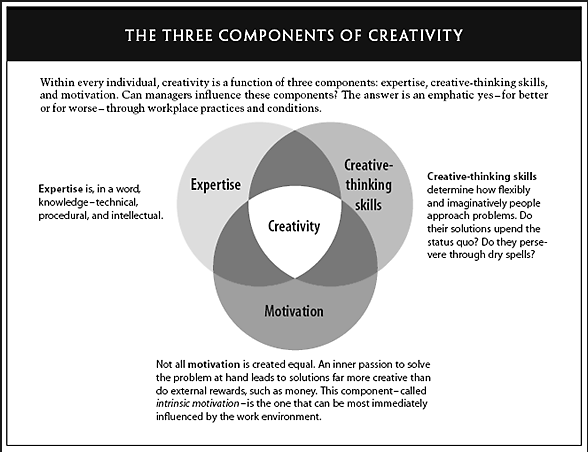 THE THREE COMPONENTS OF CREATIVITY
Within every individual, creativity is a function of three components: expertise, creative-thinking skills,
and motivation. Can managers influence these components? The answer is an emphatic yes–for better
or for worse–through workplace practices and conditions.
Expertise
Creative-
thinking
skills
Expertise is, in a word,
knowledge–technical,
procedural, and intellectual.
Creative-thinking skills
determine how flexibly
and imaginatively people
approach problems. Do
their solutions upend the
status quo? Do they perse-
vere through dry spells?
Creativity
Motivation
Not all motivation is created equal. An inner passion to solve
the problem at hand leads to solutions far more creative than
do external rewards, such as money. This component–called
intrinsic motivation–is the one that can be most immediately
influenced by the work environment.